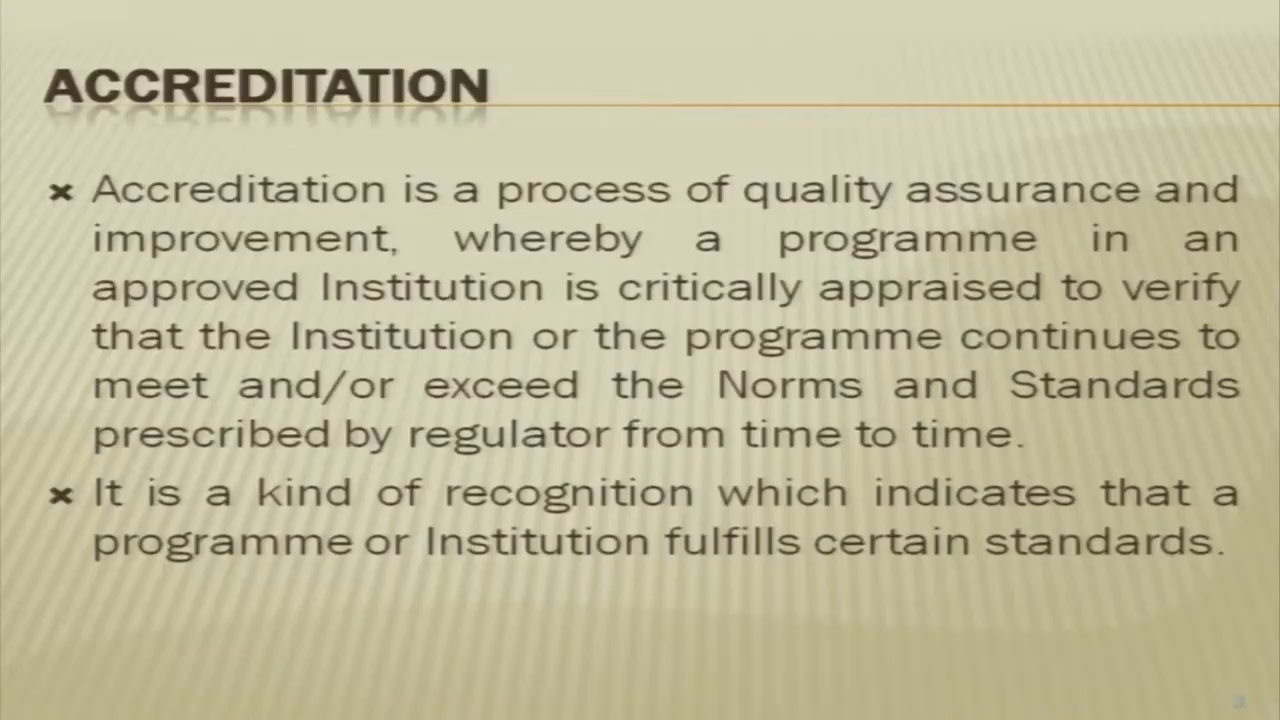 ACCREDITATION
Accreditation is a process of quality assurance and
improvement, whereby a programme in an
approved Institution is critically appraised to verify
that the Institution or the programme continues to
meet and/or exceed the Norms and Standards
prescribed by regulator from time to time.
It is a kind of recognition which indicates that a
programme or Institution fulfills certain standards.